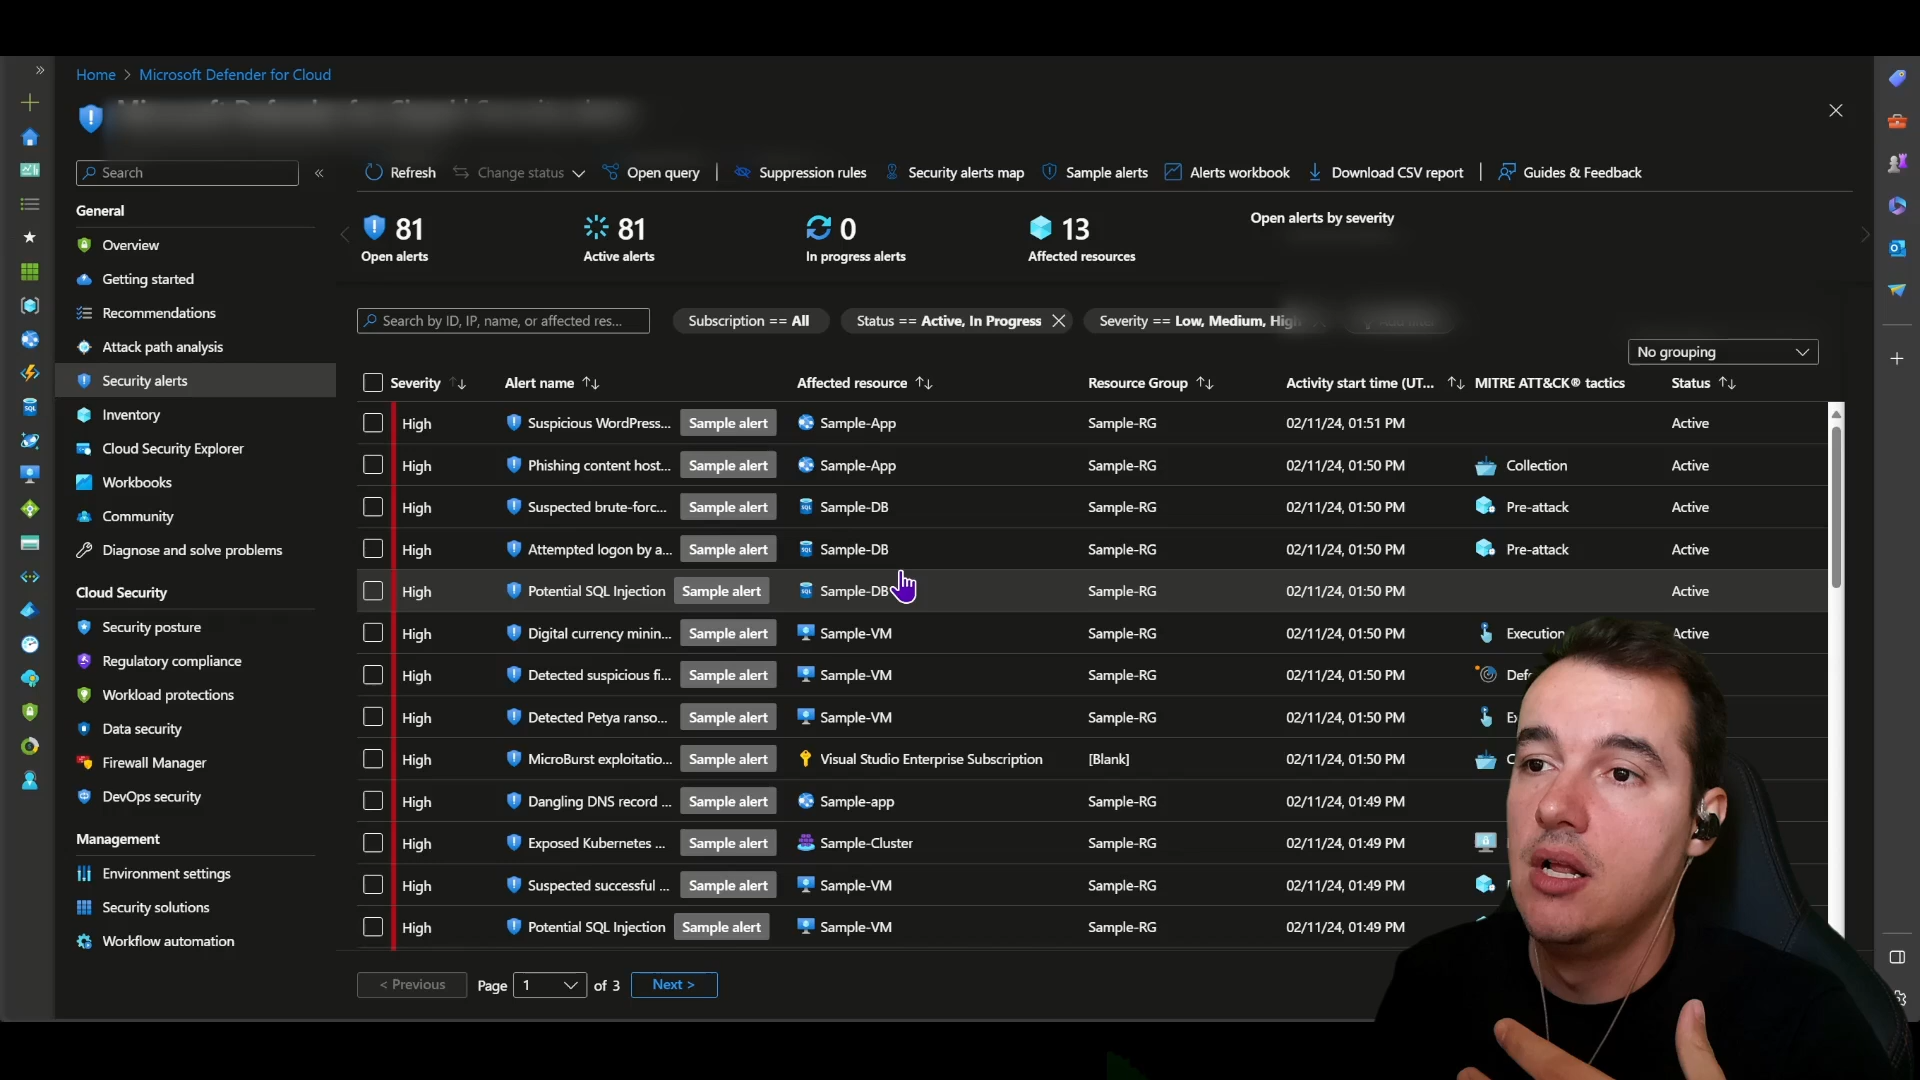 Home > Microsoft Defender for Cloud
Search
Refresh
Change status
Open query
Suppression rules
Security alerts map
Sample alerts
Alerts workbook
Download CSV report
Guides & Feedback
General
Overview
Getting started
Recommendations
Attack path analysis
Security alerts
Inventory
Cloud Security Explorer
Workbooks
Community
Diagnose and solve problems
Cloud Security
Security posture
Regulatory compliance
Workload protections
Data security
Firewall Manager
DevOps security
Management
Environment settings
Security solutions
Workflow automation
81
Open alerts
81
Active alerts
0
In progress alerts
13
Affected resources
Open alerts by severity
Search by ID, IP, name, or affected res...
Subscription == All
Status == Active, In Progress
Severity == Low, Medium, High
No grouping
Severity Alert name Affected resource Resource Group Activity start time (UT... MITRE ATT&CK® tactics Status
High Suspicious WordPress... Sample alert Sample-App Sample-RG 02/11/24, 01:51 PM Active
High Phishing content host... Sample alert Sample-App Sample-RG 02/11/24, 01:50 PM Collection Active
High Suspected brute-forc... Sample alert Sample-DB Sample-RG 02/11/24, 01:50 PM Pre-attack Active
High Attempted logon by a... Sample alert Sample-DB Sample-RG 02/11/24, 01:50 PM Pre-attack Active
High Potential SQL Injection Sample alert Sample-DB Sample-RG 02/11/24, 01:50 PM Active
High Digital currency minin... Sample alert Sample-VM Sample-RG 02/11/24, 01:50 PM Execution Active
High Detected suspicious fi... Sample alert Sample-VM Sample-RG 02/11/24, 01:50 PM
High Detected Petya ranso... Sample alert Sample-VM Sample-RG 02/11/24, 01:50 PM
High MicroBurst exploitatio... Sample alert Visual Studio Enterprise Subscription [Blank] 02/11/24, 01:50 PM
High Dangling DNS record ... Sample alert Sample-app Sample-RG 02/11/24, 01:49 PM
High Exposed Kubernetes ... Sample alert Sample-Cluster Sample-RG 02/11/24, 01:49 PM
High Suspected successful ... Sample alert Sample-VM Sample-RG 02/11/24, 01:49 PM
High Potential SQL Injection Sample alert Sample-VM Sample-RG 02/11/24, 01:49 PM
< Previous Page 1 of 3 Next >